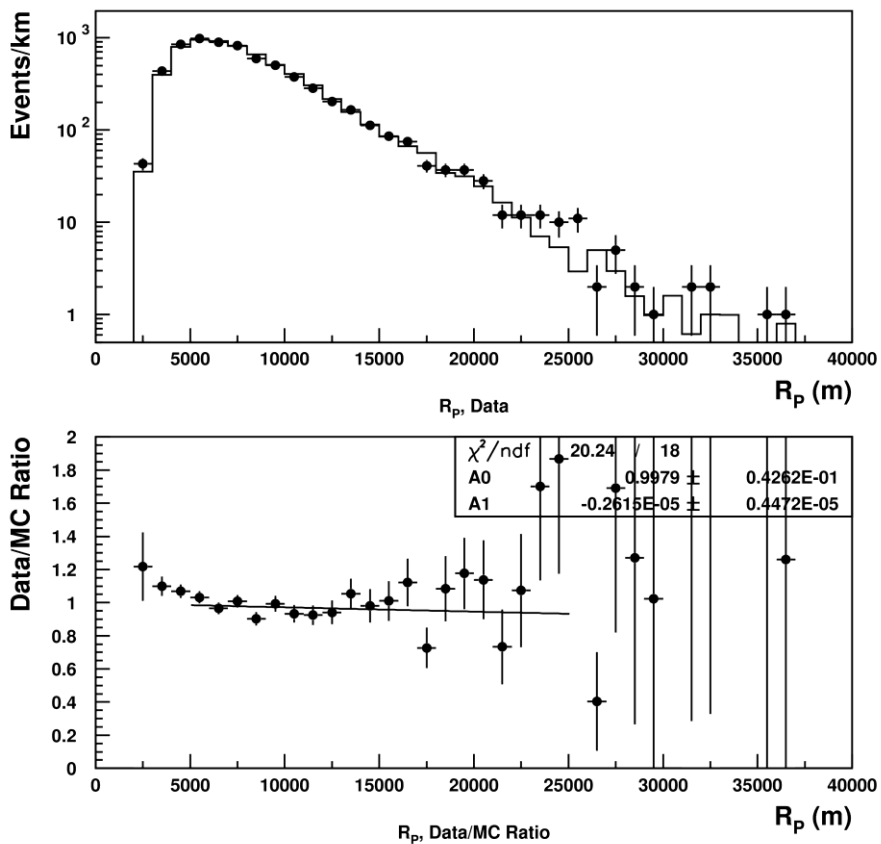 Events/km
10³
10²
10
1
0 5000 10000 15000 20000 25000 30000 35000 40000
R_P (m)
R_P, Data
Data/MC Ratio
2
1.8
1.6
1.4
1.2
1
0.8
0.6
0.4
0.2
0
χ²/ndf 20.24 / 18
A0 0.9979 ± 0.4262E-01
A1 -0.2615E-05 ± 0.4472E-05
0 5000 10000 15000 20000 25000 30000 35000 40000
R_P (m)
R_P, Data/MC Ratio